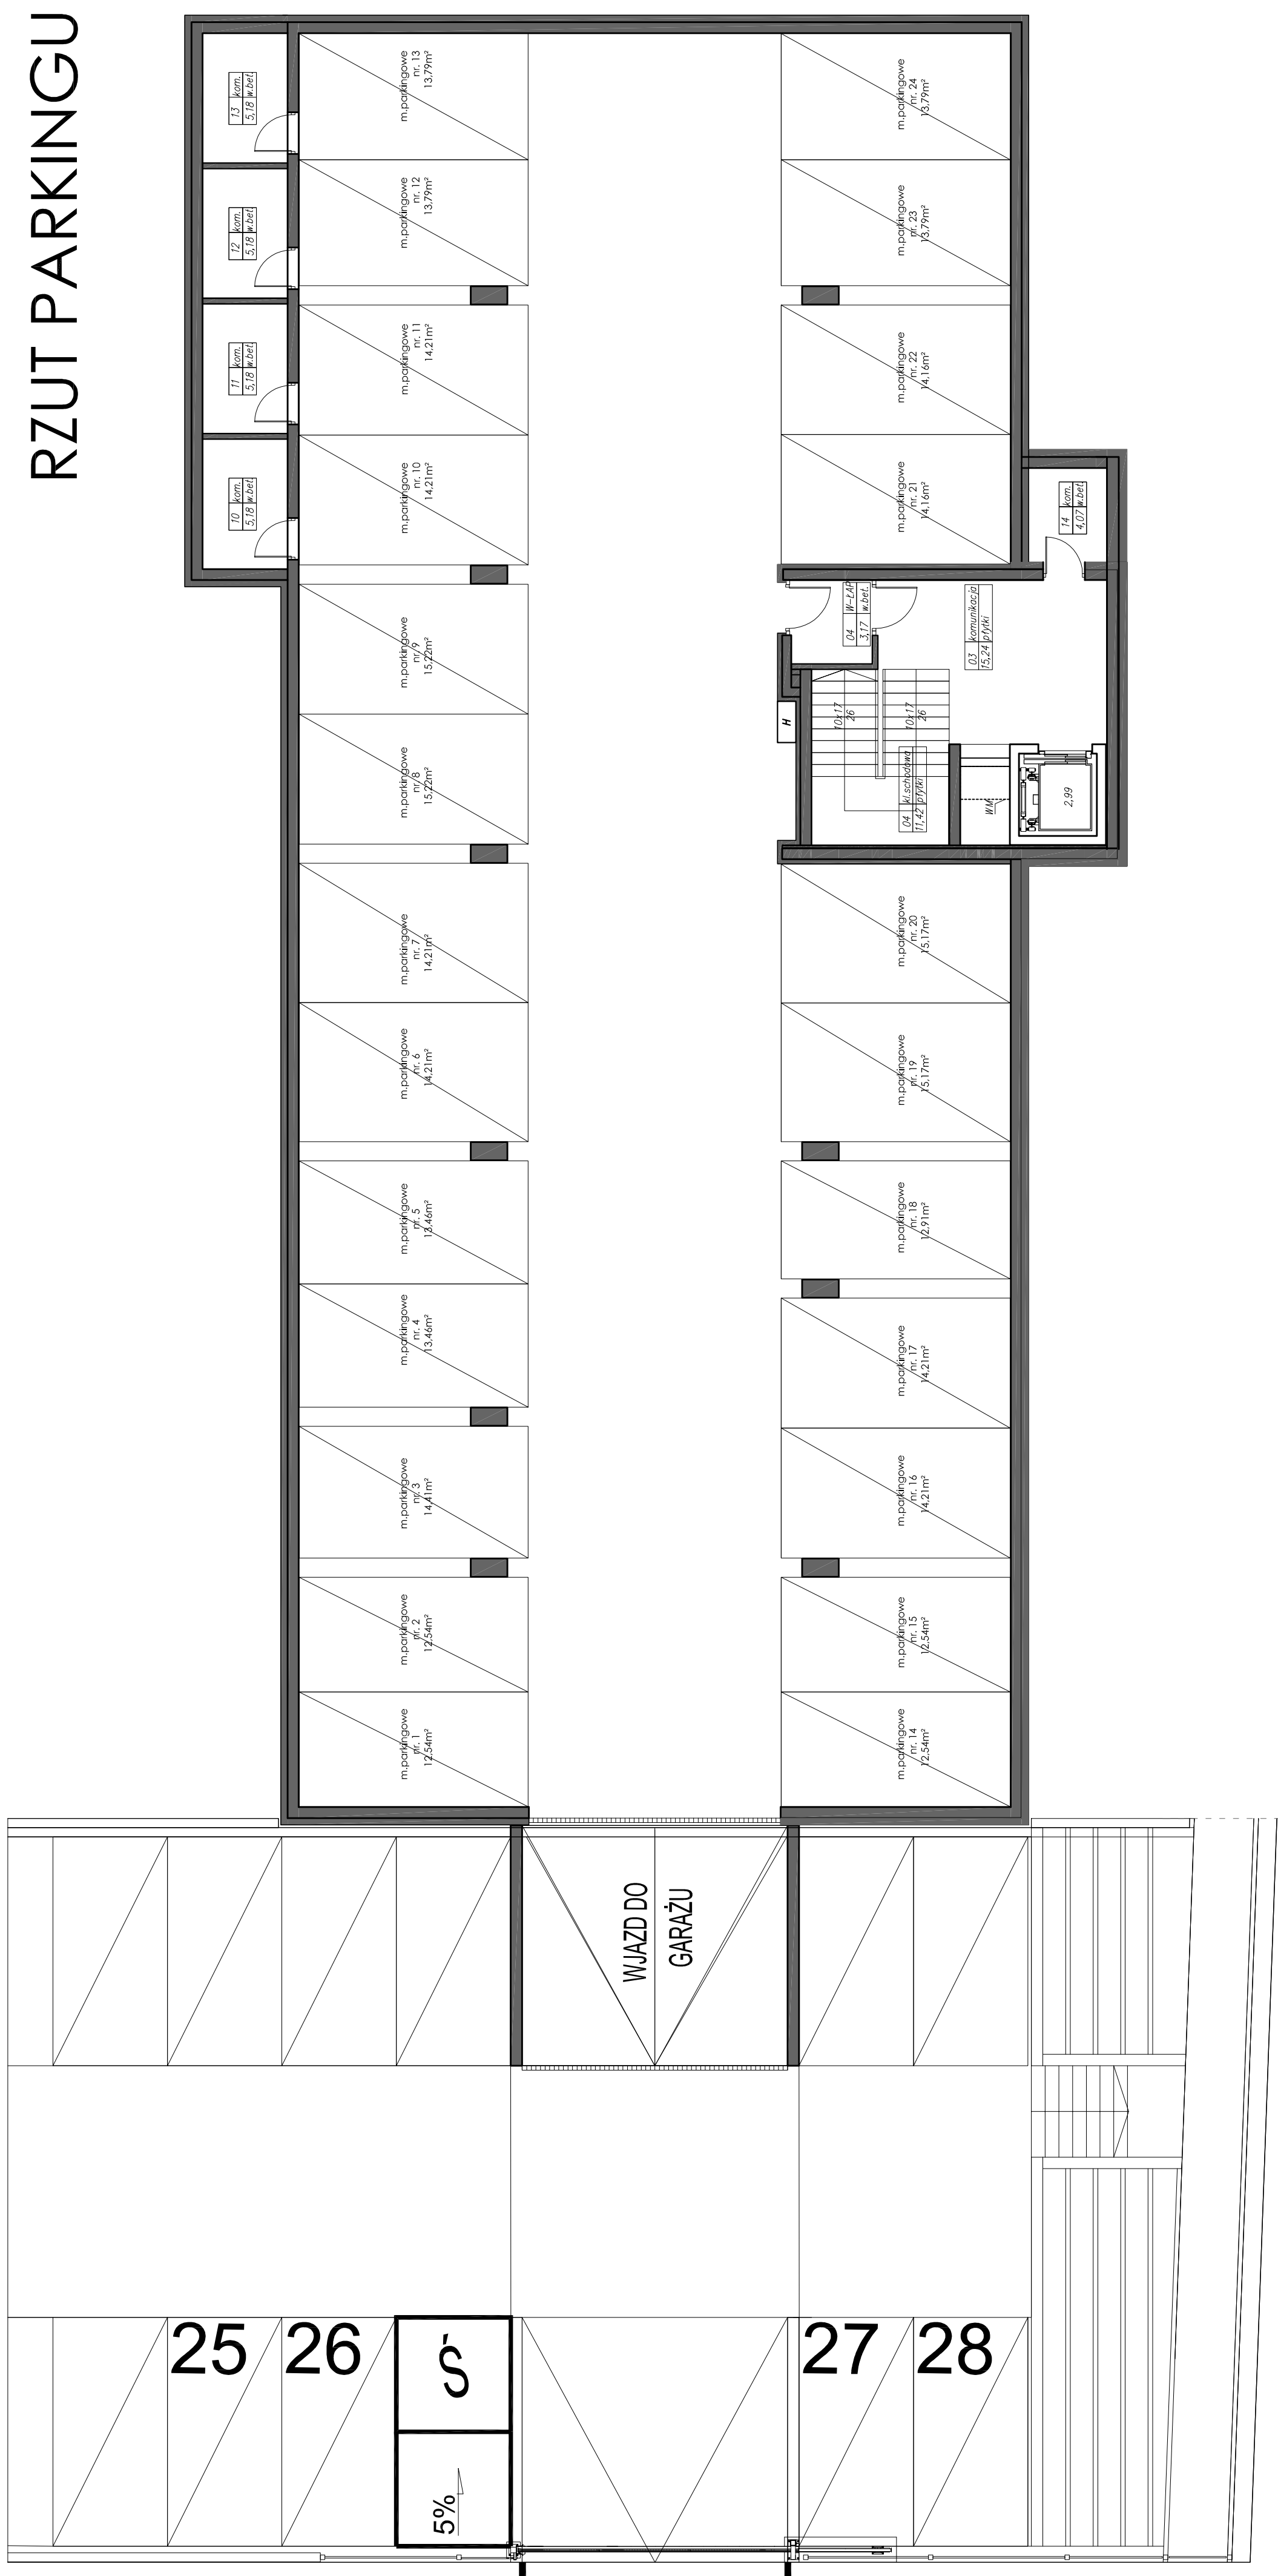 RZUT PARKINGU
13 kom.
5,18 w.bet.
12 kom.
5,18 w.bet.
11 kom.
5,18 w.bet.
10 kom.
5,18 w.bet.
m.parkingowe
nr. 13
13,79m²
m.parkingowe
nr. 12
13,79m²
m.parkingowe
nr. 11
14,21m²
m.parkingowe
nr. 10
14,21m²
m.parkingowe
nr. 9
15,22m²
m.parkingowe
nr. 8
15,22m²
m.parkingowe
nr. 7
14,21m²
m.parkingowe
nr. 6
14,21m²
m.parkingowe
nr. 5
13,46m²
m.parkingowe
nr. 4
13,46m²
m.parkingowe
nr. 3
14,41m²
m.parkingowe
nr. 2
12,54m²
m.parkingowe
nr. 1
12,54m²
m.parkingowe
nr. 24
13,79m²
m.parkingowe
nr. 23
13,79m²
m.parkingowe
nr. 22
14,16m²
m.parkingowe
nr. 21
14,16m²
14 kom.
4,07 w.bet.
04 W-ŁAP
3,17 w.bet.
03 komunikacja
15,24 płytki
H
10x17
26
10x17
26
04 kl.schodowa
11,42 płytki
WM
2,99
m.parkingowe
nr. 20
15,17m²
m.parkingowe
nr. 19
15,17m²
m.parkingowe
nr. 18
12,91m²
m.parkingowe
nr. 17
14,21m²
m.parkingowe
nr. 16
14,21m²
m.parkingowe
nr. 15
12,54m²
m.parkingowe
nr. 14
12,54m²
WJAZD DO
GARAŻU
25
26
Ś
27
28
5%